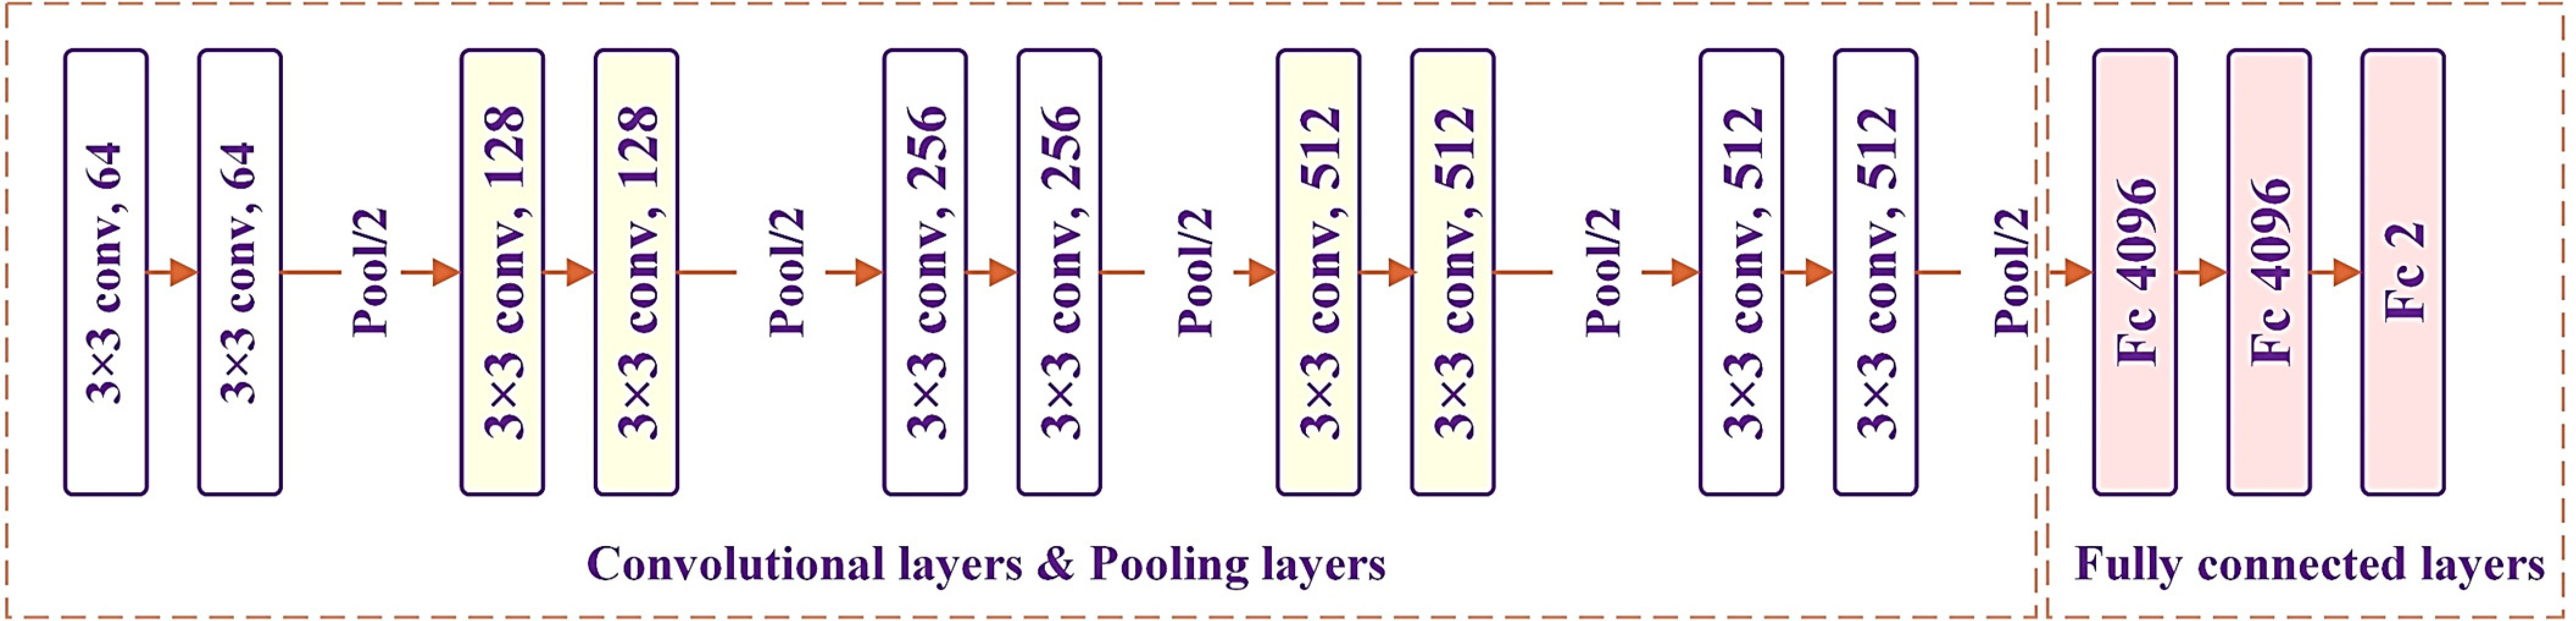 3×3 conv, 64
3×3 conv, 64
Pool/2
3×3 conv, 128
3×3 conv, 128
Pool/2
3×3 conv, 256
3×3 conv, 256
Pool/2
3×3 conv, 512
3×3 conv, 512
Pool/2
3×3 conv, 512
3×3 conv, 512
Pool/2
Fc 4096
Fc 4096
Fc 2
Convolutional layers & Pooling layers
Fully connected layers